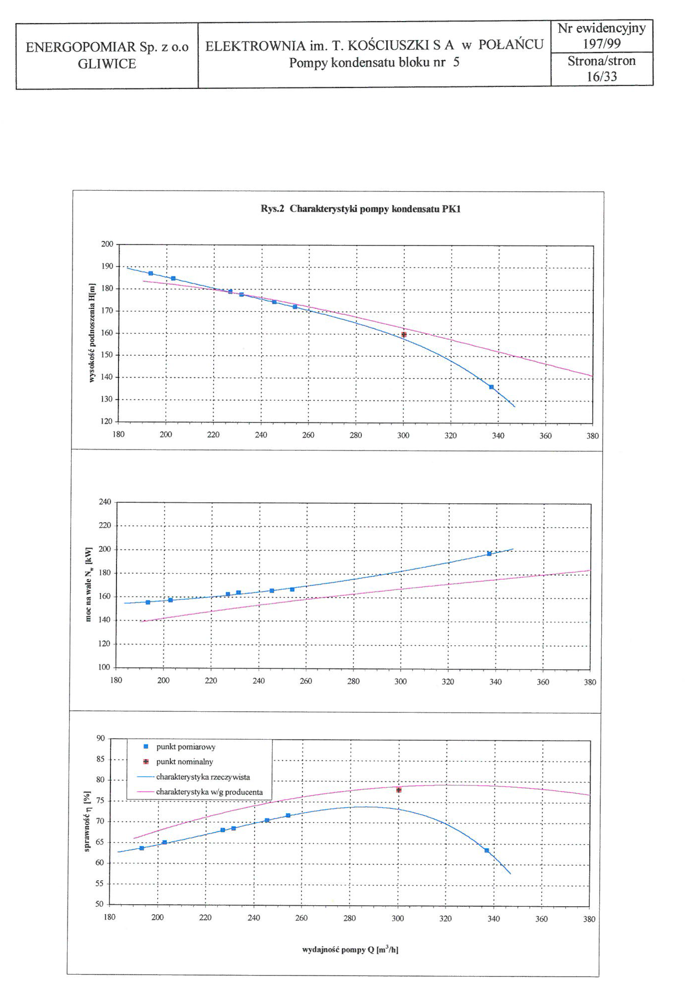 ENERGOPOMIAR Sp. z o.o
GLIWICE
ELEKTROWNIA im. T. KOŚCIUSZKI S A w POŁAŃCU
Pompy kondensatu bloku nr 5
Nr ewidencyjny
197/99
Strona/stron
16/33
Rys.2 Charakterystyki pompy kondensatu PK1
wysokość podnoszenia H[m]
200
190
180
170
160
150
140
130
120
180 200 220 240 260 280 300 320 340 360 380
moc na wale Nw [kW]
240
220
200
180
160
140
120
100
180 200 220 240 260 280 300 320 340 360 380
sprawność η [%]
90
85
80
75
70
65
60
55
50
punkt pomiarowy
punkt nominalny
charakterystyka rzeczywista
charakterystyka w/g producenta
180 200 220 240 260 280 300 320 340 360 380
wydajność pompy Q [m³/h]